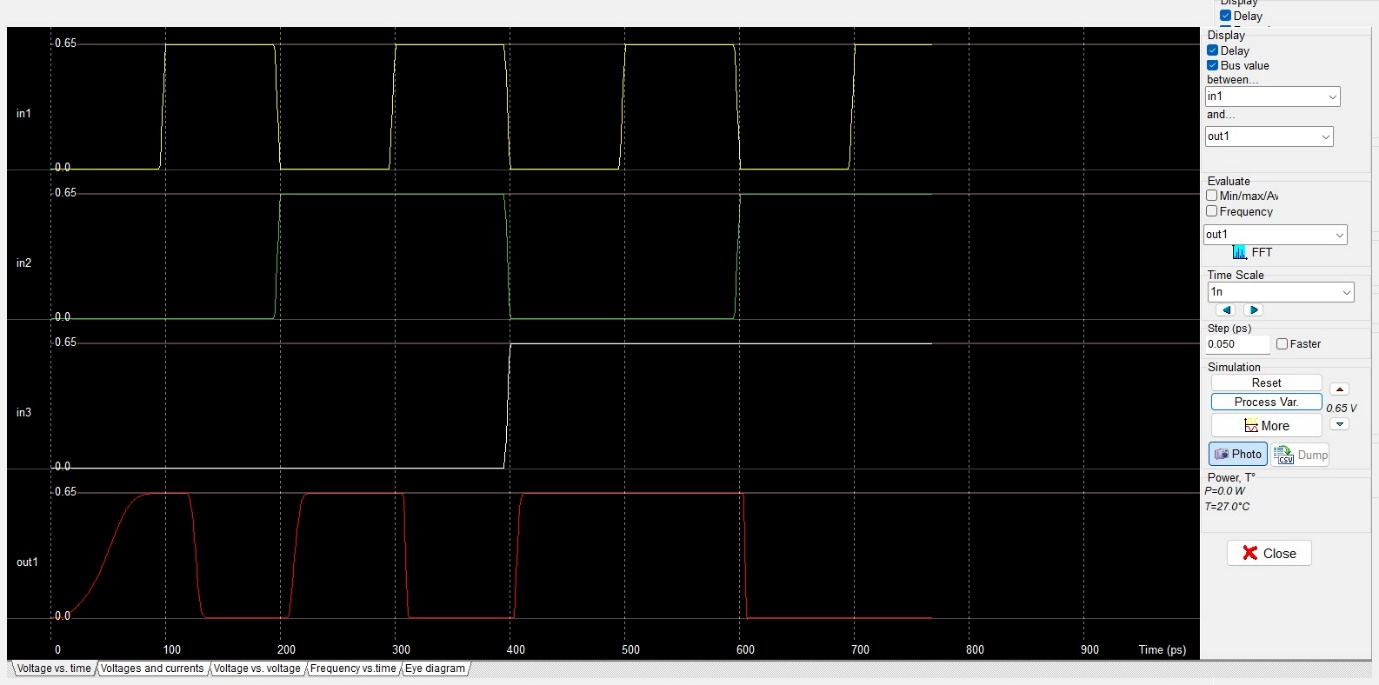 Display
Delay
0.65
in1
0.0
0.65
in2
0.0
0.65
in3
0.0
0.65
out1
0.0
0 100 200 300 400 500 600 700 800 900 Time (ps)
Voltage vs. time Voltages and currents Voltage vs. voltage Frequency vs.time Eye diagram
Display
Delay
Bus value
between...
in1
and...
out1
Evaluate
Min/max/Av
Frequency
out1
FFT
Time Scale
1n
Step (ps)
0.050 Faster
Simulation
Reset
Process Var.
0.65 V
More
Photo CSV Dump
Power, T°
P=0.0 W
T=27.0°C
Close